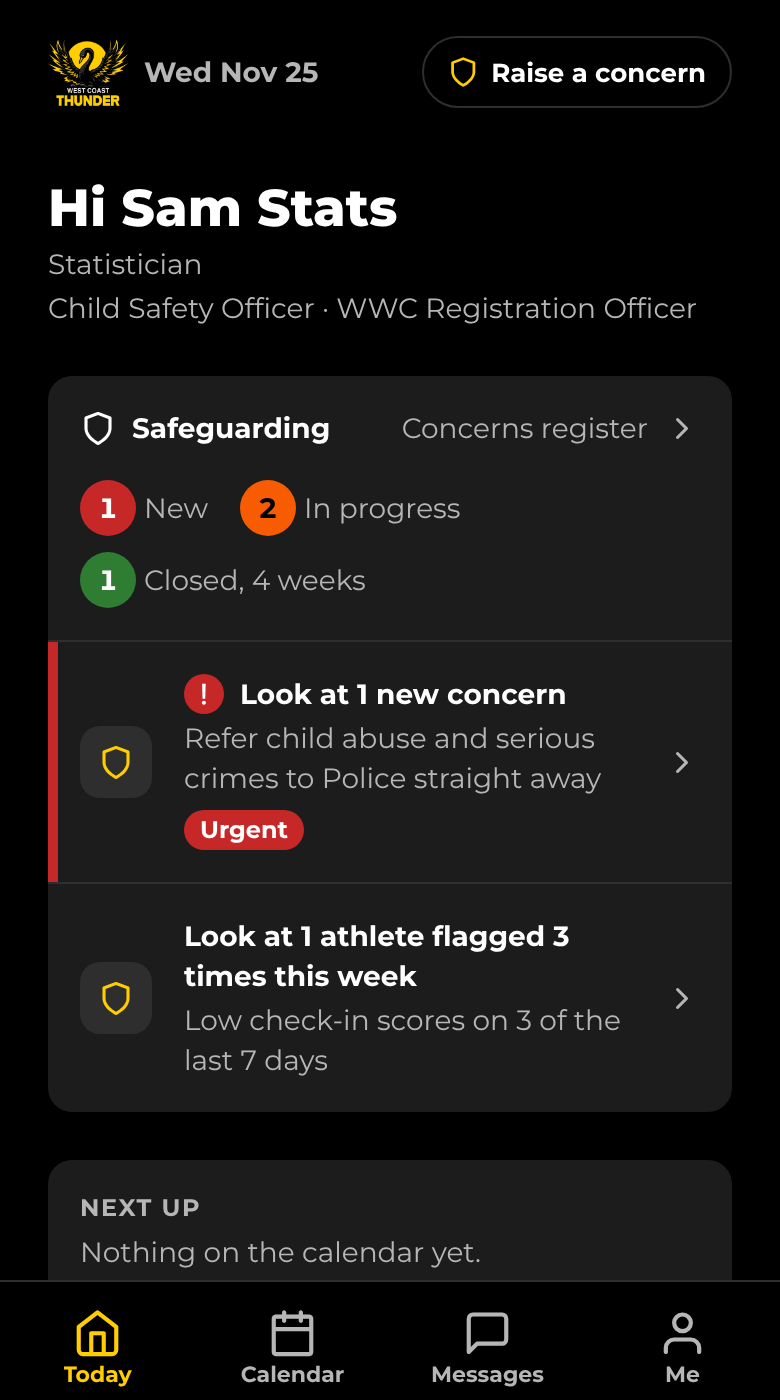 WEST COAST
THUNDER
Wed Nov 25
Raise a concern
Hi Sam Stats
Statistician
Child Safety Officer · WWC Registration Officer
Safeguarding
Concerns register
1 New
2 In progress
1 Closed, 4 weeks
! Look at 1 new concern
Refer child abuse and serious
crimes to Police straight away
Urgent
Look at 1 athlete flagged 3
times this week
Low check-in scores on 3 of the
last 7 days
NEXT UP
Nothing on the calendar yet.
Today
Calendar
Messages
Me